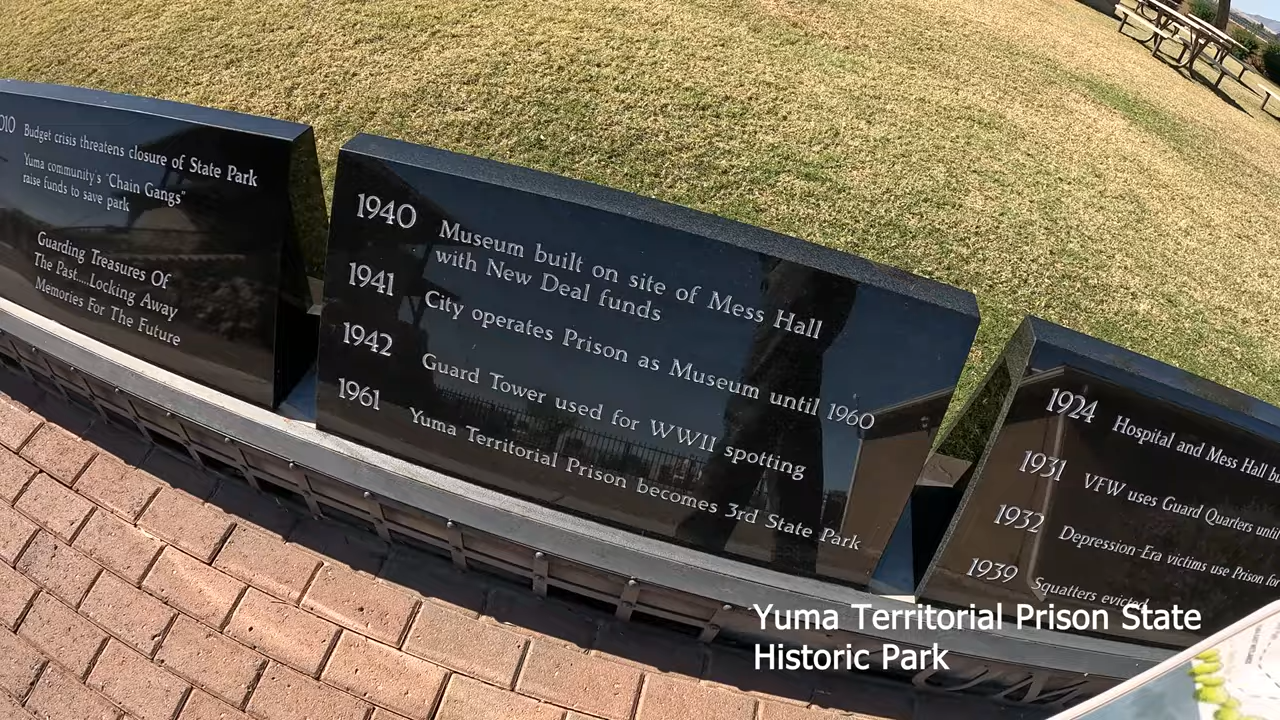 2010 Budget crisis threatens closure of State Park
Yuma community's "Chain Gangs"
raise funds to save park
Guarding Treasures Of
The Past....Locking Away
Memories For The Future
1940 Museum built on site of Mess Hall
with New Deal funds
1941 City operates Prison as Museum until 1960
1942 Guard Tower used for WWII spotting
1961 Yuma Territorial Prison becomes 3rd State Park
1924 Hospital and Mess Hall
1931 VFW uses Guard Quarters until
1932 Depression-Era victims use Prison for
1939 Squatters evicted
Yuma Territorial Prison State
Historic Park